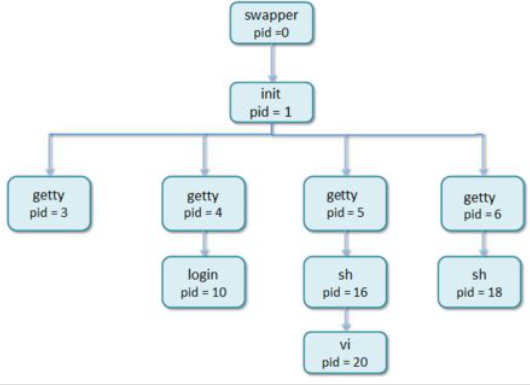 swapper
pid =0
init
pid = 1
getty
pid = 3
getty
pid = 4
getty
pid = 5
getty
pid = 6
login
pid = 10
sh
pid = 16
sh
pid = 18
vi
pid = 20